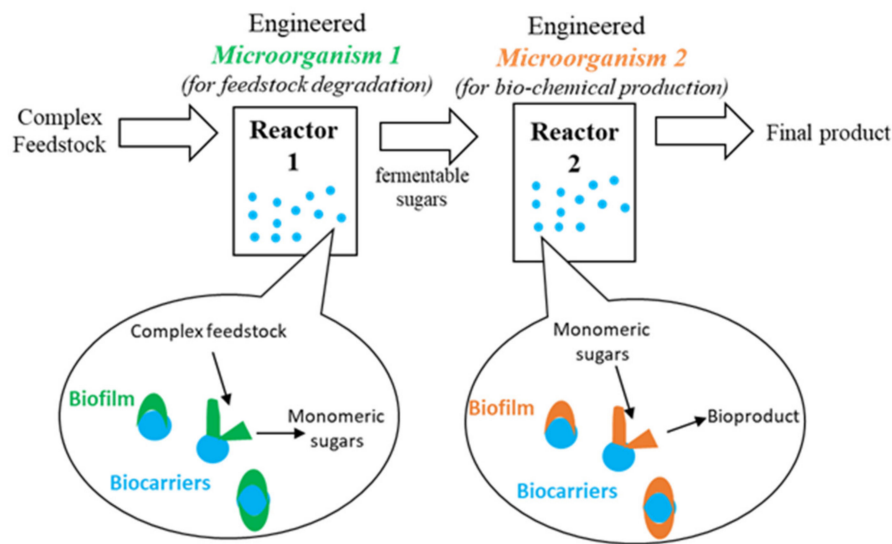 Engineered
Microorganism 1
(for feedstock degradation)
Engineered
Microorganism 2
(for bio-chemical production)
Complex
Feedstock
Reactor
1
fermentable
sugars
Reactor
2
Final product
Complex feedstock
Biofilm
Monomeric
sugars
Biocarriers
Monomeric
sugars
Biofilm
Bioproduct
Biocarriers